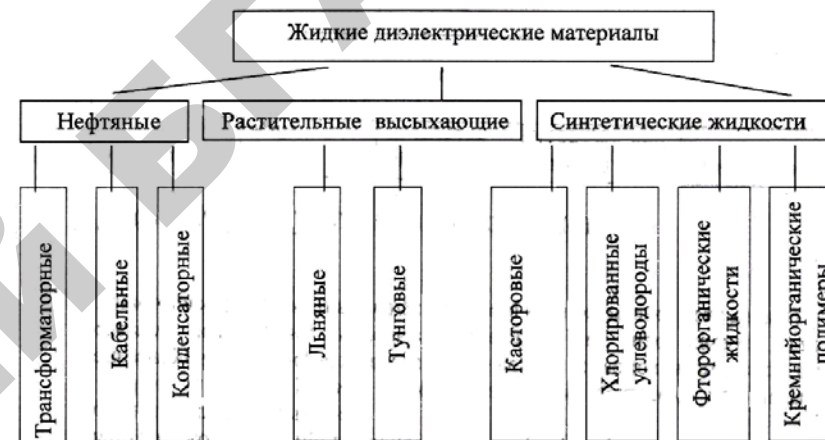 Жидкие диэлектрические материалы
Нефтяные
Растительные высыхающие
Синтетические жидкости
Трансформаторные
Кабельные
Конденсаторные
Льняные
Тунговые
Касторовые
Хлорированные
углеводороды
Фторорганические
жидкости
Кремнийорганические
полимеры